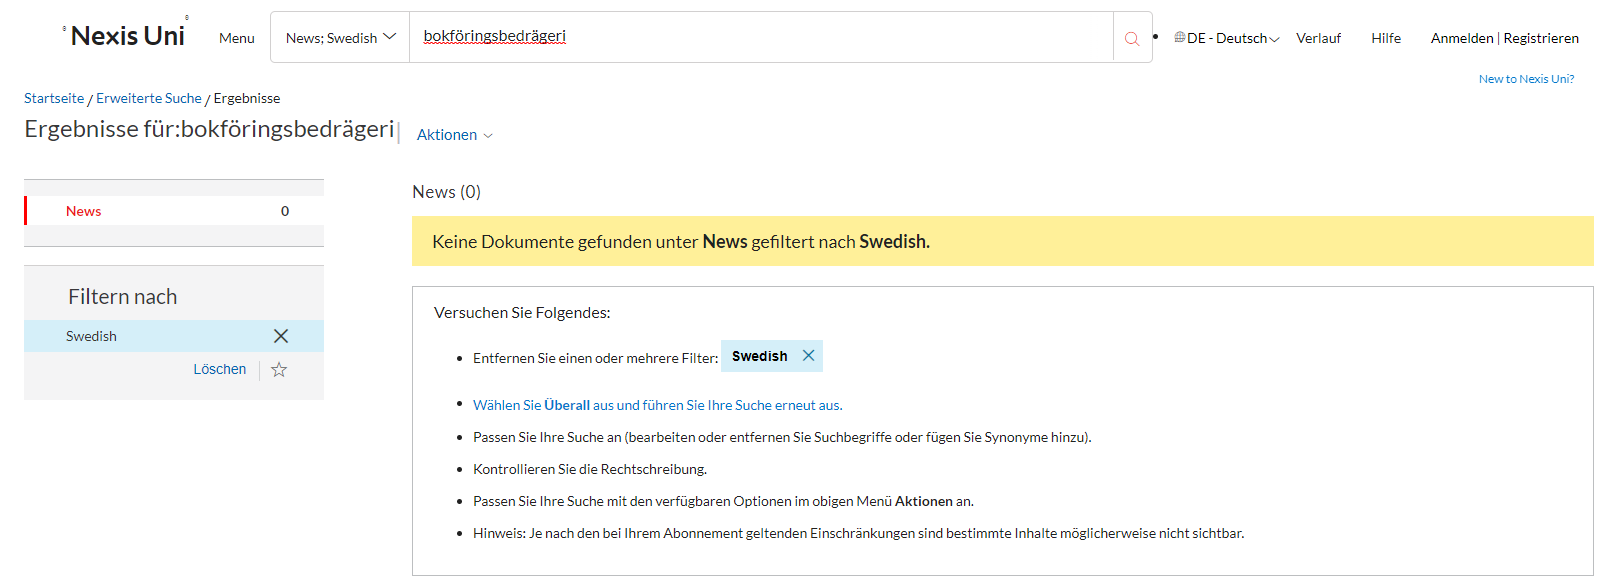 Nexis Uni®
Menu
News; Swedish
bokföringsbedrägeri
DE - Deutsch
Verlauf
Hilfe
Anmelden | Registrieren
New to Nexis Uni?
Startseite / Erweiterte Suche / Ergebnisse
Ergebnisse für:bokföringsbedrägeri|
Aktionen
News 0
Filtern nach
Swedish
Löschen
News (0)
Keine Dokumente gefunden unter News gefiltert nach Swedish.
Versuchen Sie Folgendes:
• Entfernen Sie einen oder mehrere Filter: Swedish
• Wählen Sie Überall aus und führen Sie Ihre Suche erneut aus.
• Passen Sie Ihre Suche an (bearbeiten oder entfernen Sie Suchbegriffe oder fügen Sie Synonyme hinzu).
• Kontrollieren Sie die Rechtschreibung.
• Passen Sie Ihre Suche mit den verfügbaren Optionen im obigen Menü Aktionen an.
• Hinweis: Je nach den bei Ihrem Abonnement geltenden Einschränkungen sind bestimmte Inhalte möglicherweise nicht sichtbar.